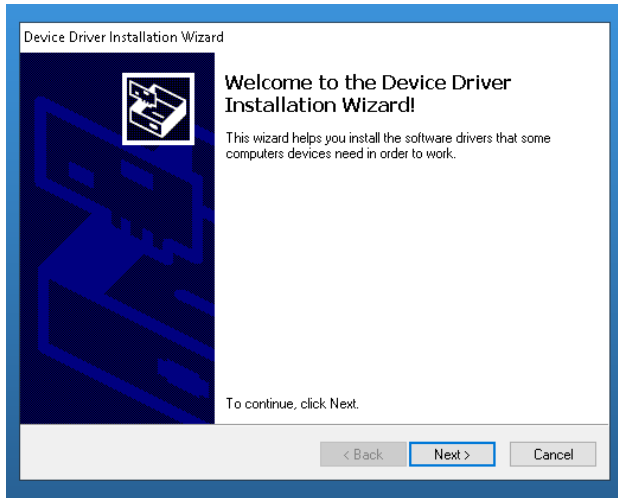 Device Driver Installation Wizard
Welcome to the Device Driver
Installation Wizard!
This wizard helps you install the software drivers that some
computers devices need in order to work.
To continue, click Next.
< Back
Next >
Cancel